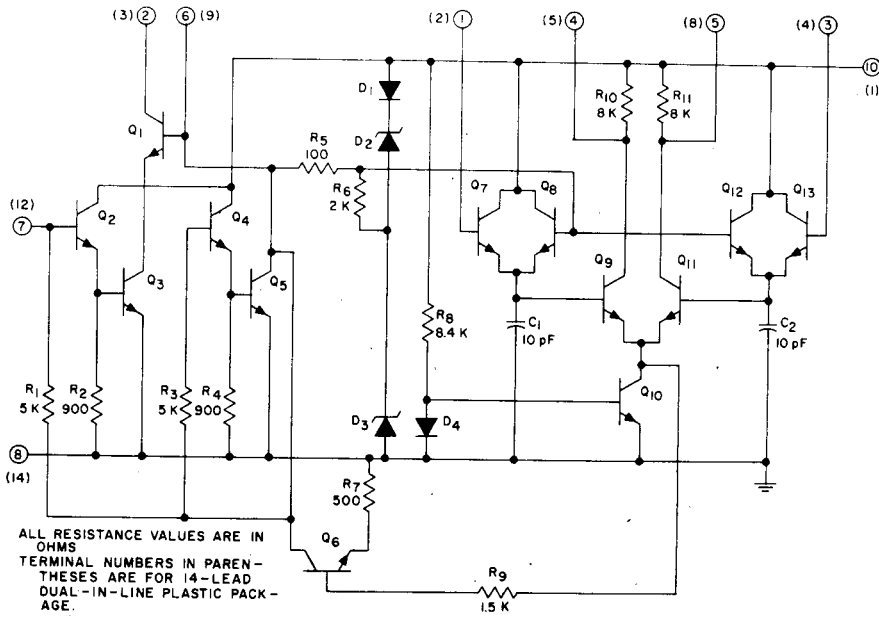 (3) 2 6 (9) (2) 1 (5) 4 (8) 5 (4) 3
10
(1)
D1
R10
8K
R11
8K
Q1
R5
100
D2
R6
2K
Q7 Q8 Q12 Q13
(12)
7
Q2 Q4
Q3 Q5
Q9 Q11
R8
8.4 K
C1
10 pF
C2
10 pF
R1
5 K
R2
900
R3
5 K
R4
900
Q10
D3 D4
8
(14)
R7
500
Q6
R9
1.5 K
ALL RESISTANCE VALUES ARE IN
OHMS
TERMINAL NUMBERS IN PAREN-
THESES ARE FOR 14-LEAD
DUAL-IN-LINE PLASTIC PACK-
AGE.